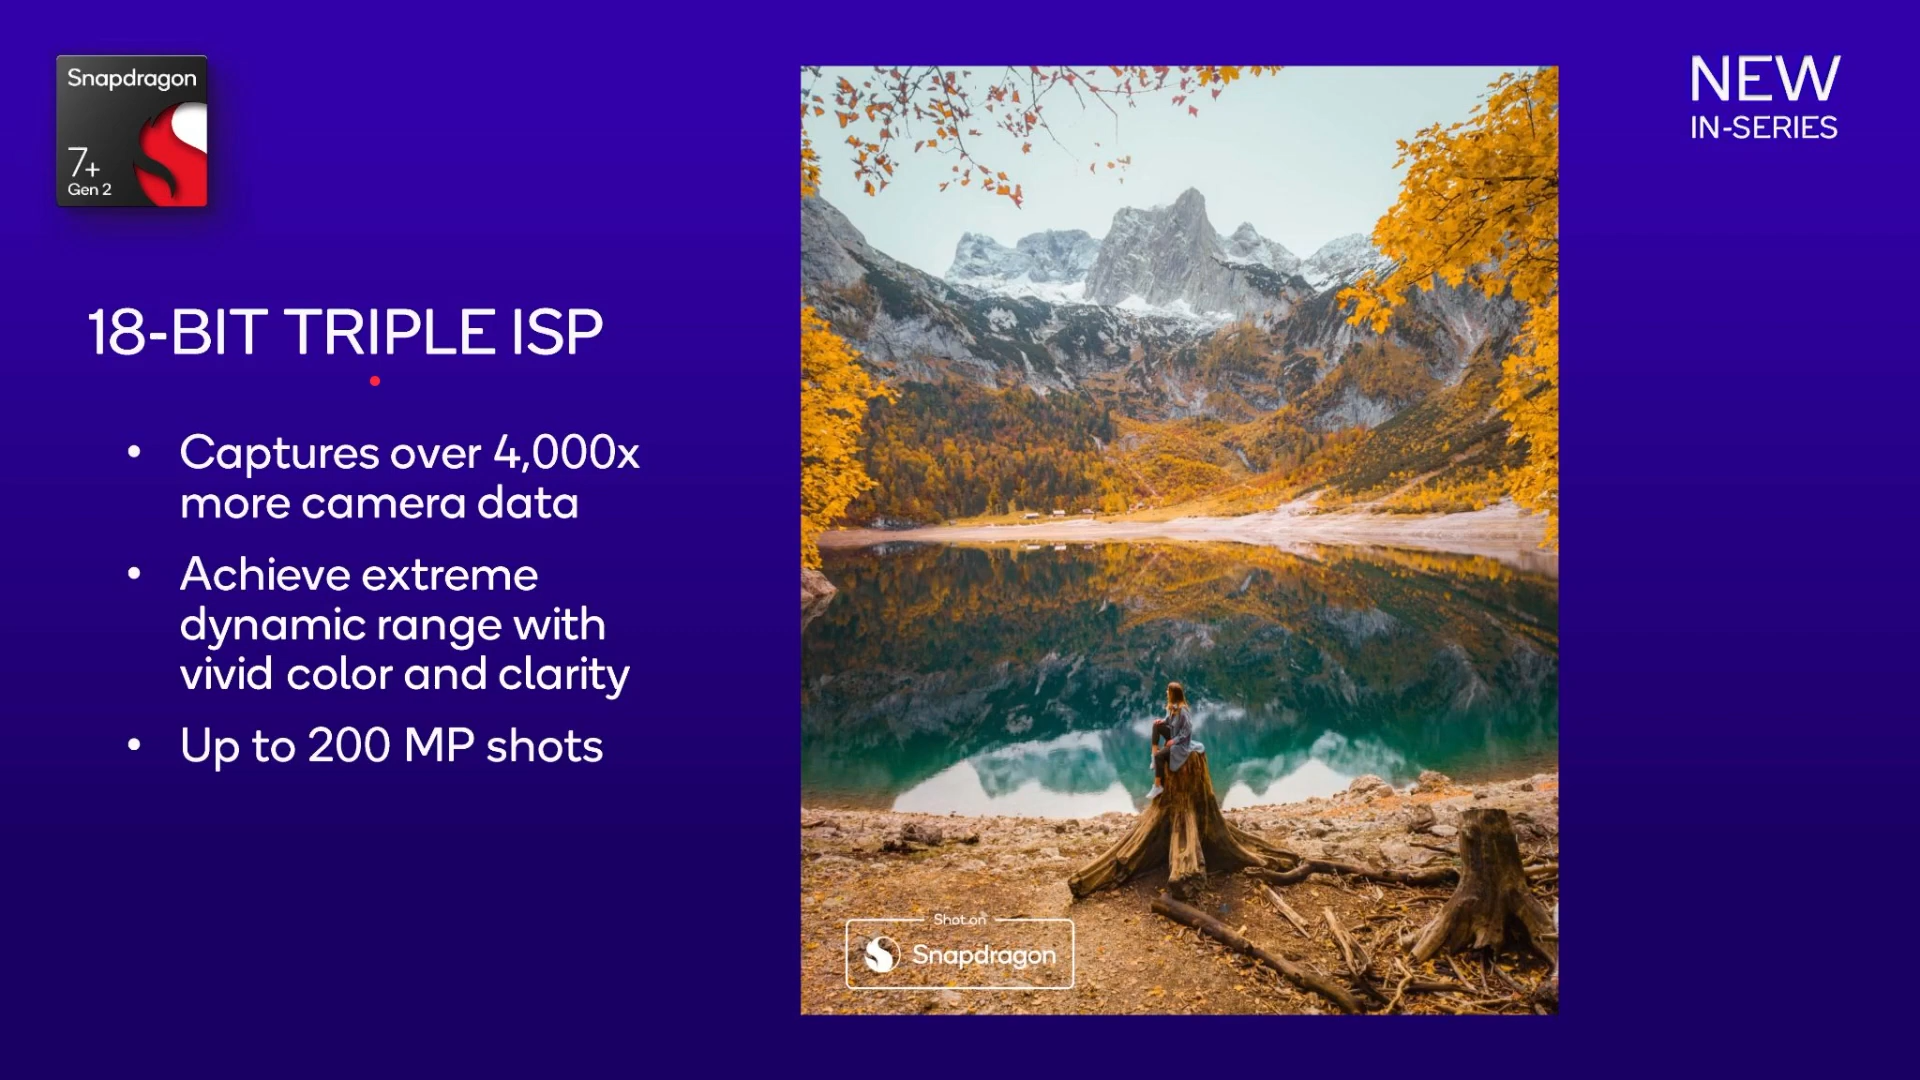 Snapdragon
7+
Gen 2
NEW
IN-SERIES
18-BIT TRIPLE ISP
• Captures over 4,000x
more camera data
• Achieve extreme
dynamic range with
vivid color and clarity
• Up to 200 MP shots
Shot on
Snapdragon